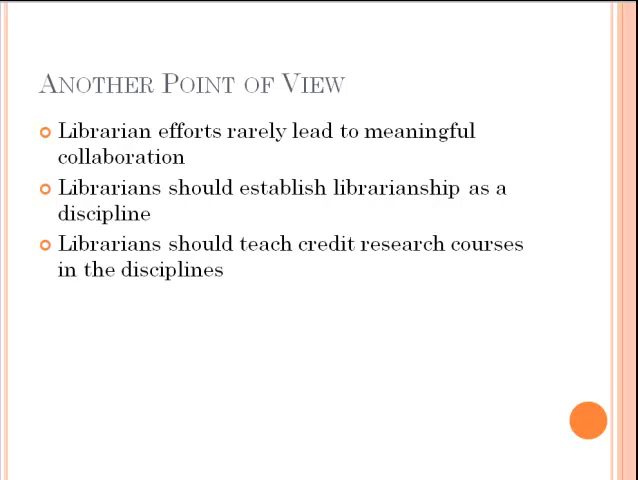 Another Point of View
Librarian efforts rarely lead to meaningful
collaboration
Librarians should establish librarianship as a
discipline
Librarians should teach credit research courses
in the disciplines